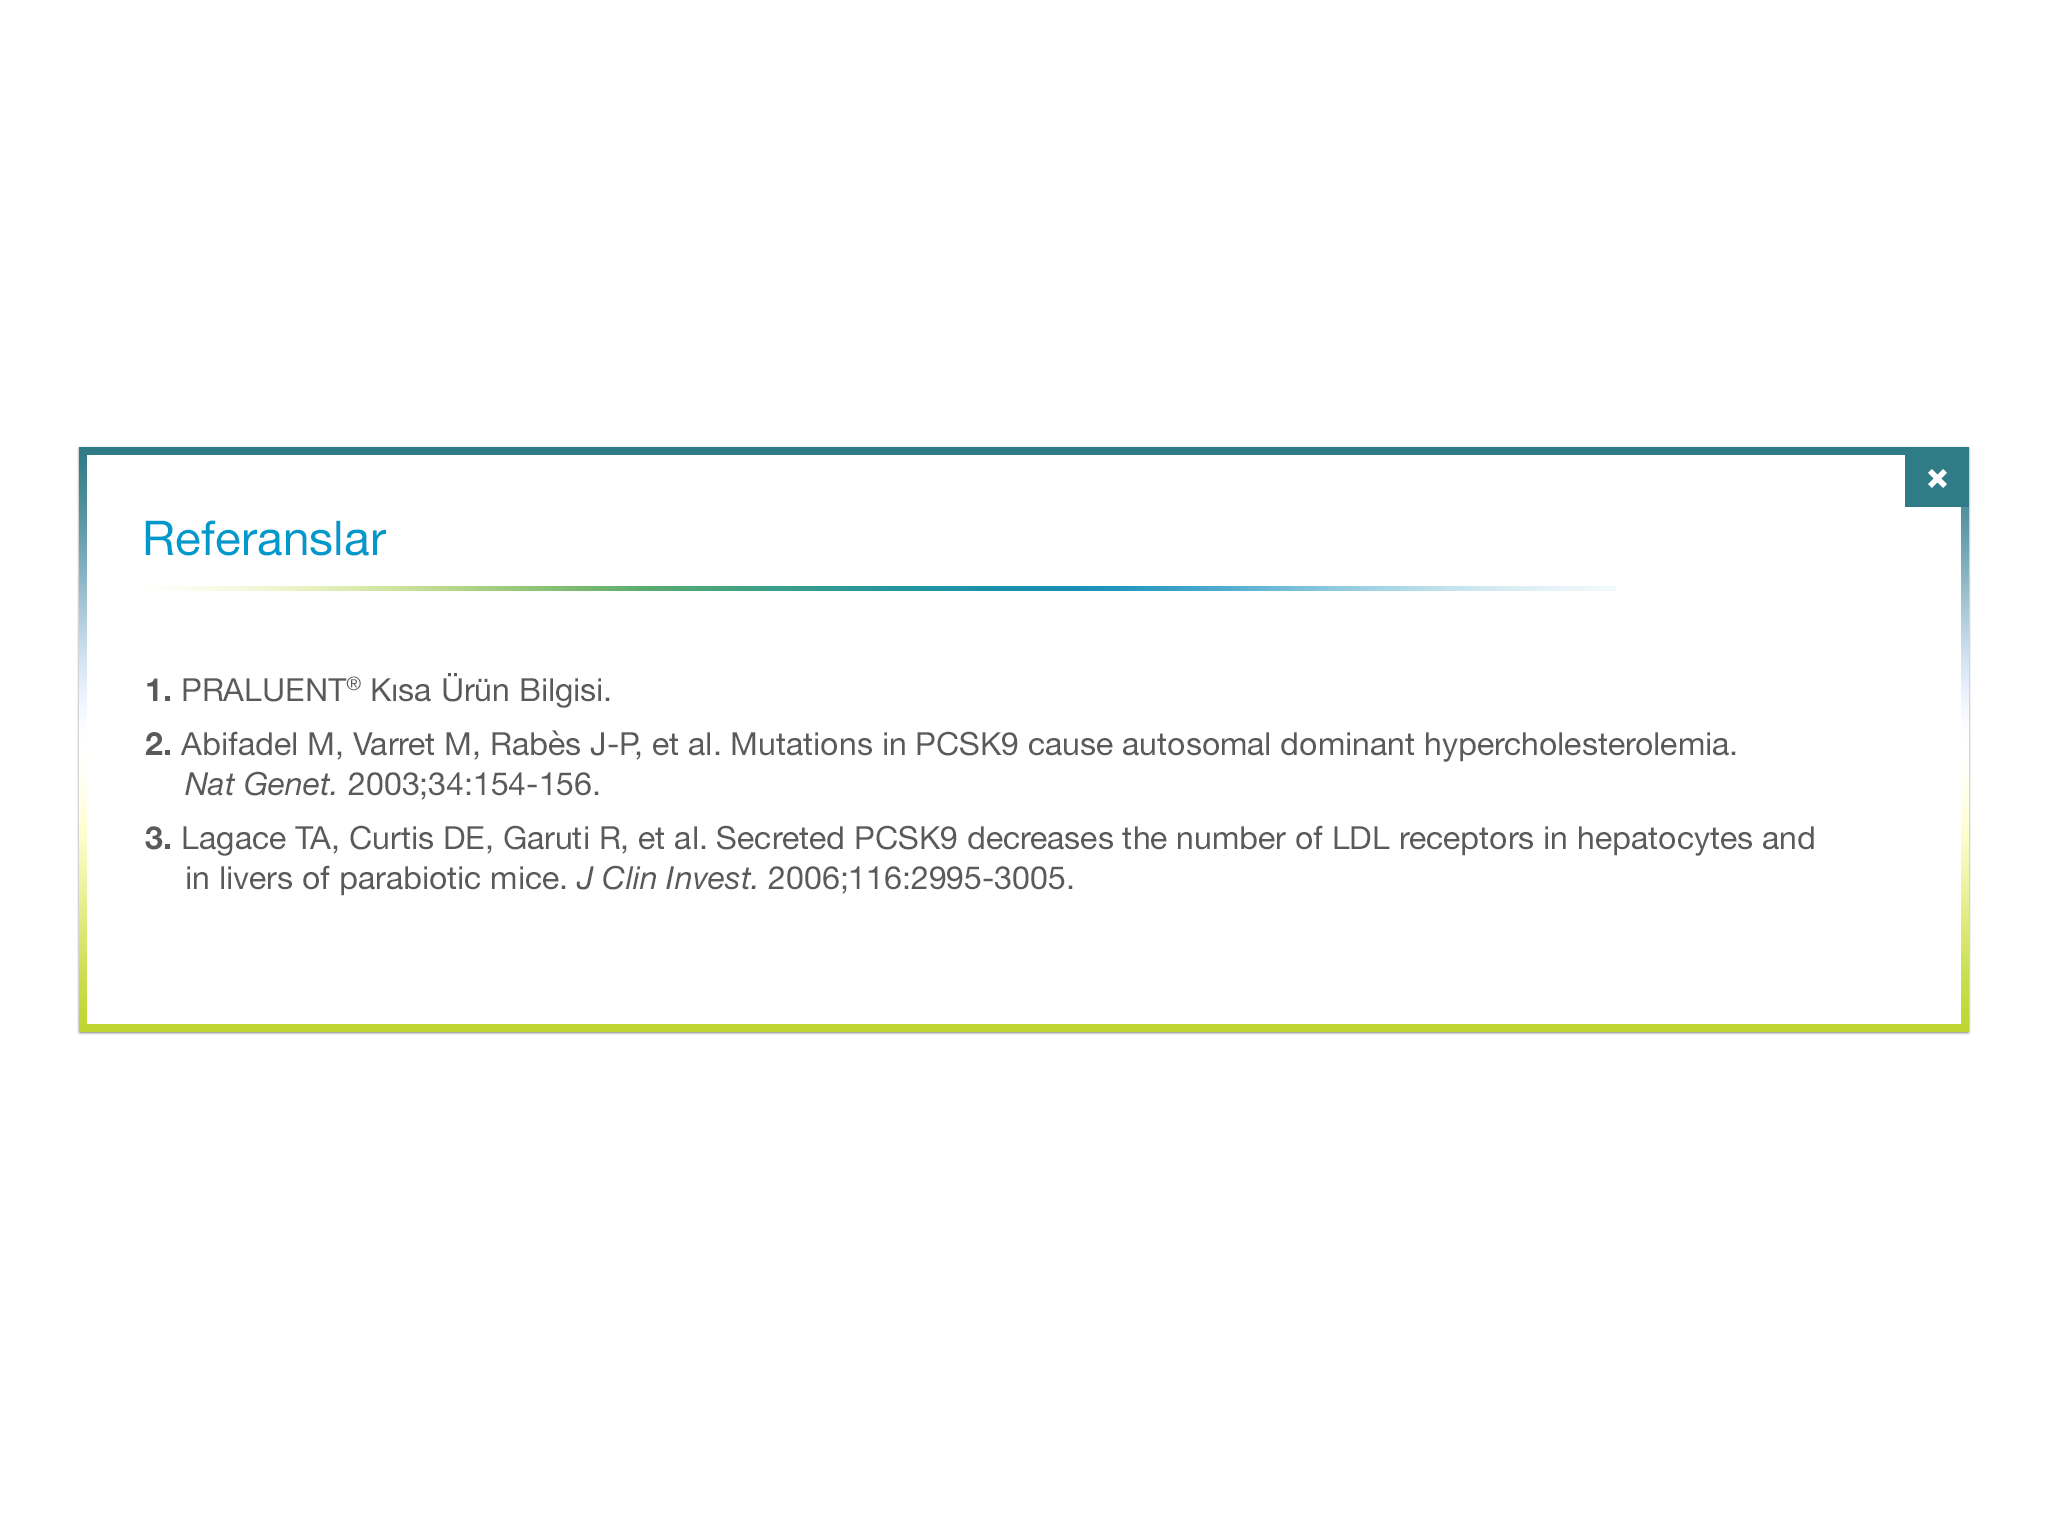 Referanslar
1. PRALUENT® Kısa Ürün Bilgisi.
2. Abifadel M, Varret M, Rabès J-P, et al. Mutations in PCSK9 cause autosomal dominant hypercholesterolemia.
Nat Genet. 2003;34:154-156.
3. Lagace TA, Curtis DE, Garuti R, et al. Secreted PCSK9 decreases the number of LDL receptors in hepatocytes and
in livers of parabiotic mice. J Clin Invest. 2006;116:2995-3005.